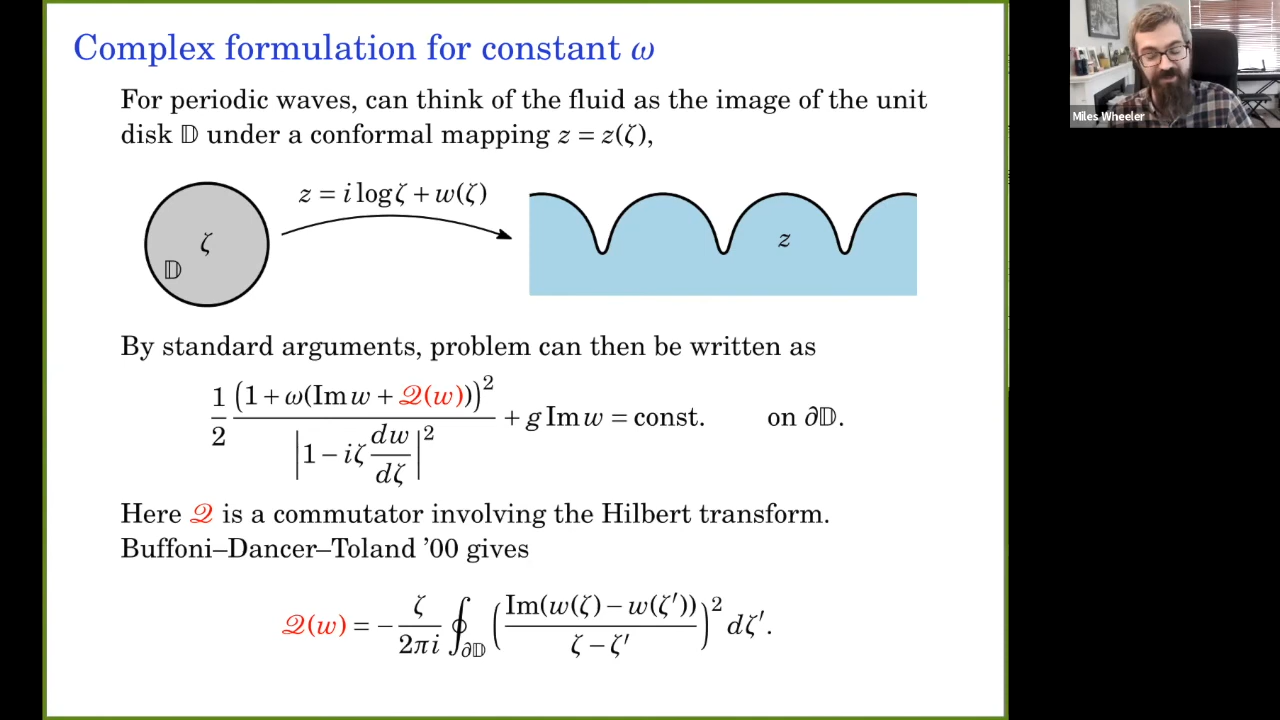 Complex formulation for constant ω
For periodic waves, can think of the fluid as the image of the unit
disk 𝔻 under a conformal mapping z = z(ζ),
z = i log ζ + w(ζ)
ζ
𝔻
z
By standard arguments, problem can then be written as
1/2 (1 + ω(Im w + 𝒬(w)))² / |1 − iζ dw/dζ|² + g Im w = const. on ∂𝔻.
Here 𝒬 is a commutator involving the Hilbert transform.
Buffoni–Dancer–Toland ’00 gives
𝒬(w) = − ζ/2πi ∮_∂𝔻 (Im(w(ζ) − w(ζ′))/ζ − ζ′)² dζ′.
Miles Wheeler